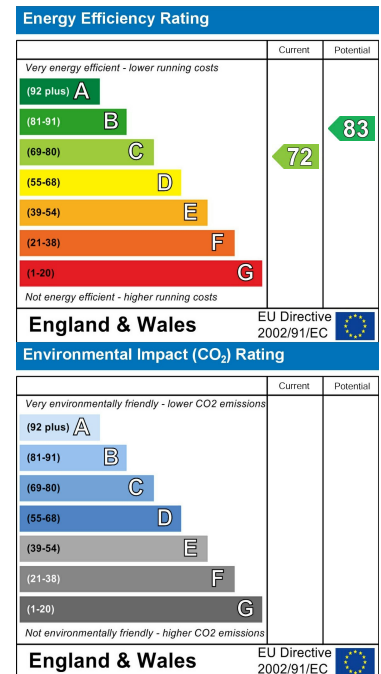 Energy Efficiency Rating
Current Potential
Very energy efficient - lower running costs
(92 plus) A
(81-91) B
(69-80) C
(55-68) D
(39-54) E
(21-38) F
(1-20) G
72
83
Not energy efficient - higher running costs
England & Wales
EU Directive
2002/91/EC
Environmental Impact (CO₂) Rating
Current Potential
Very environmentally friendly - lower CO2 emissions
(92 plus) A
(81-91) B
(69-80) C
(55-68) D
(39-54) E
(21-38) F
(1-20) G
Not environmentally friendly - higher CO2 emissions
England & Wales
EU Directive
2002/91/EC